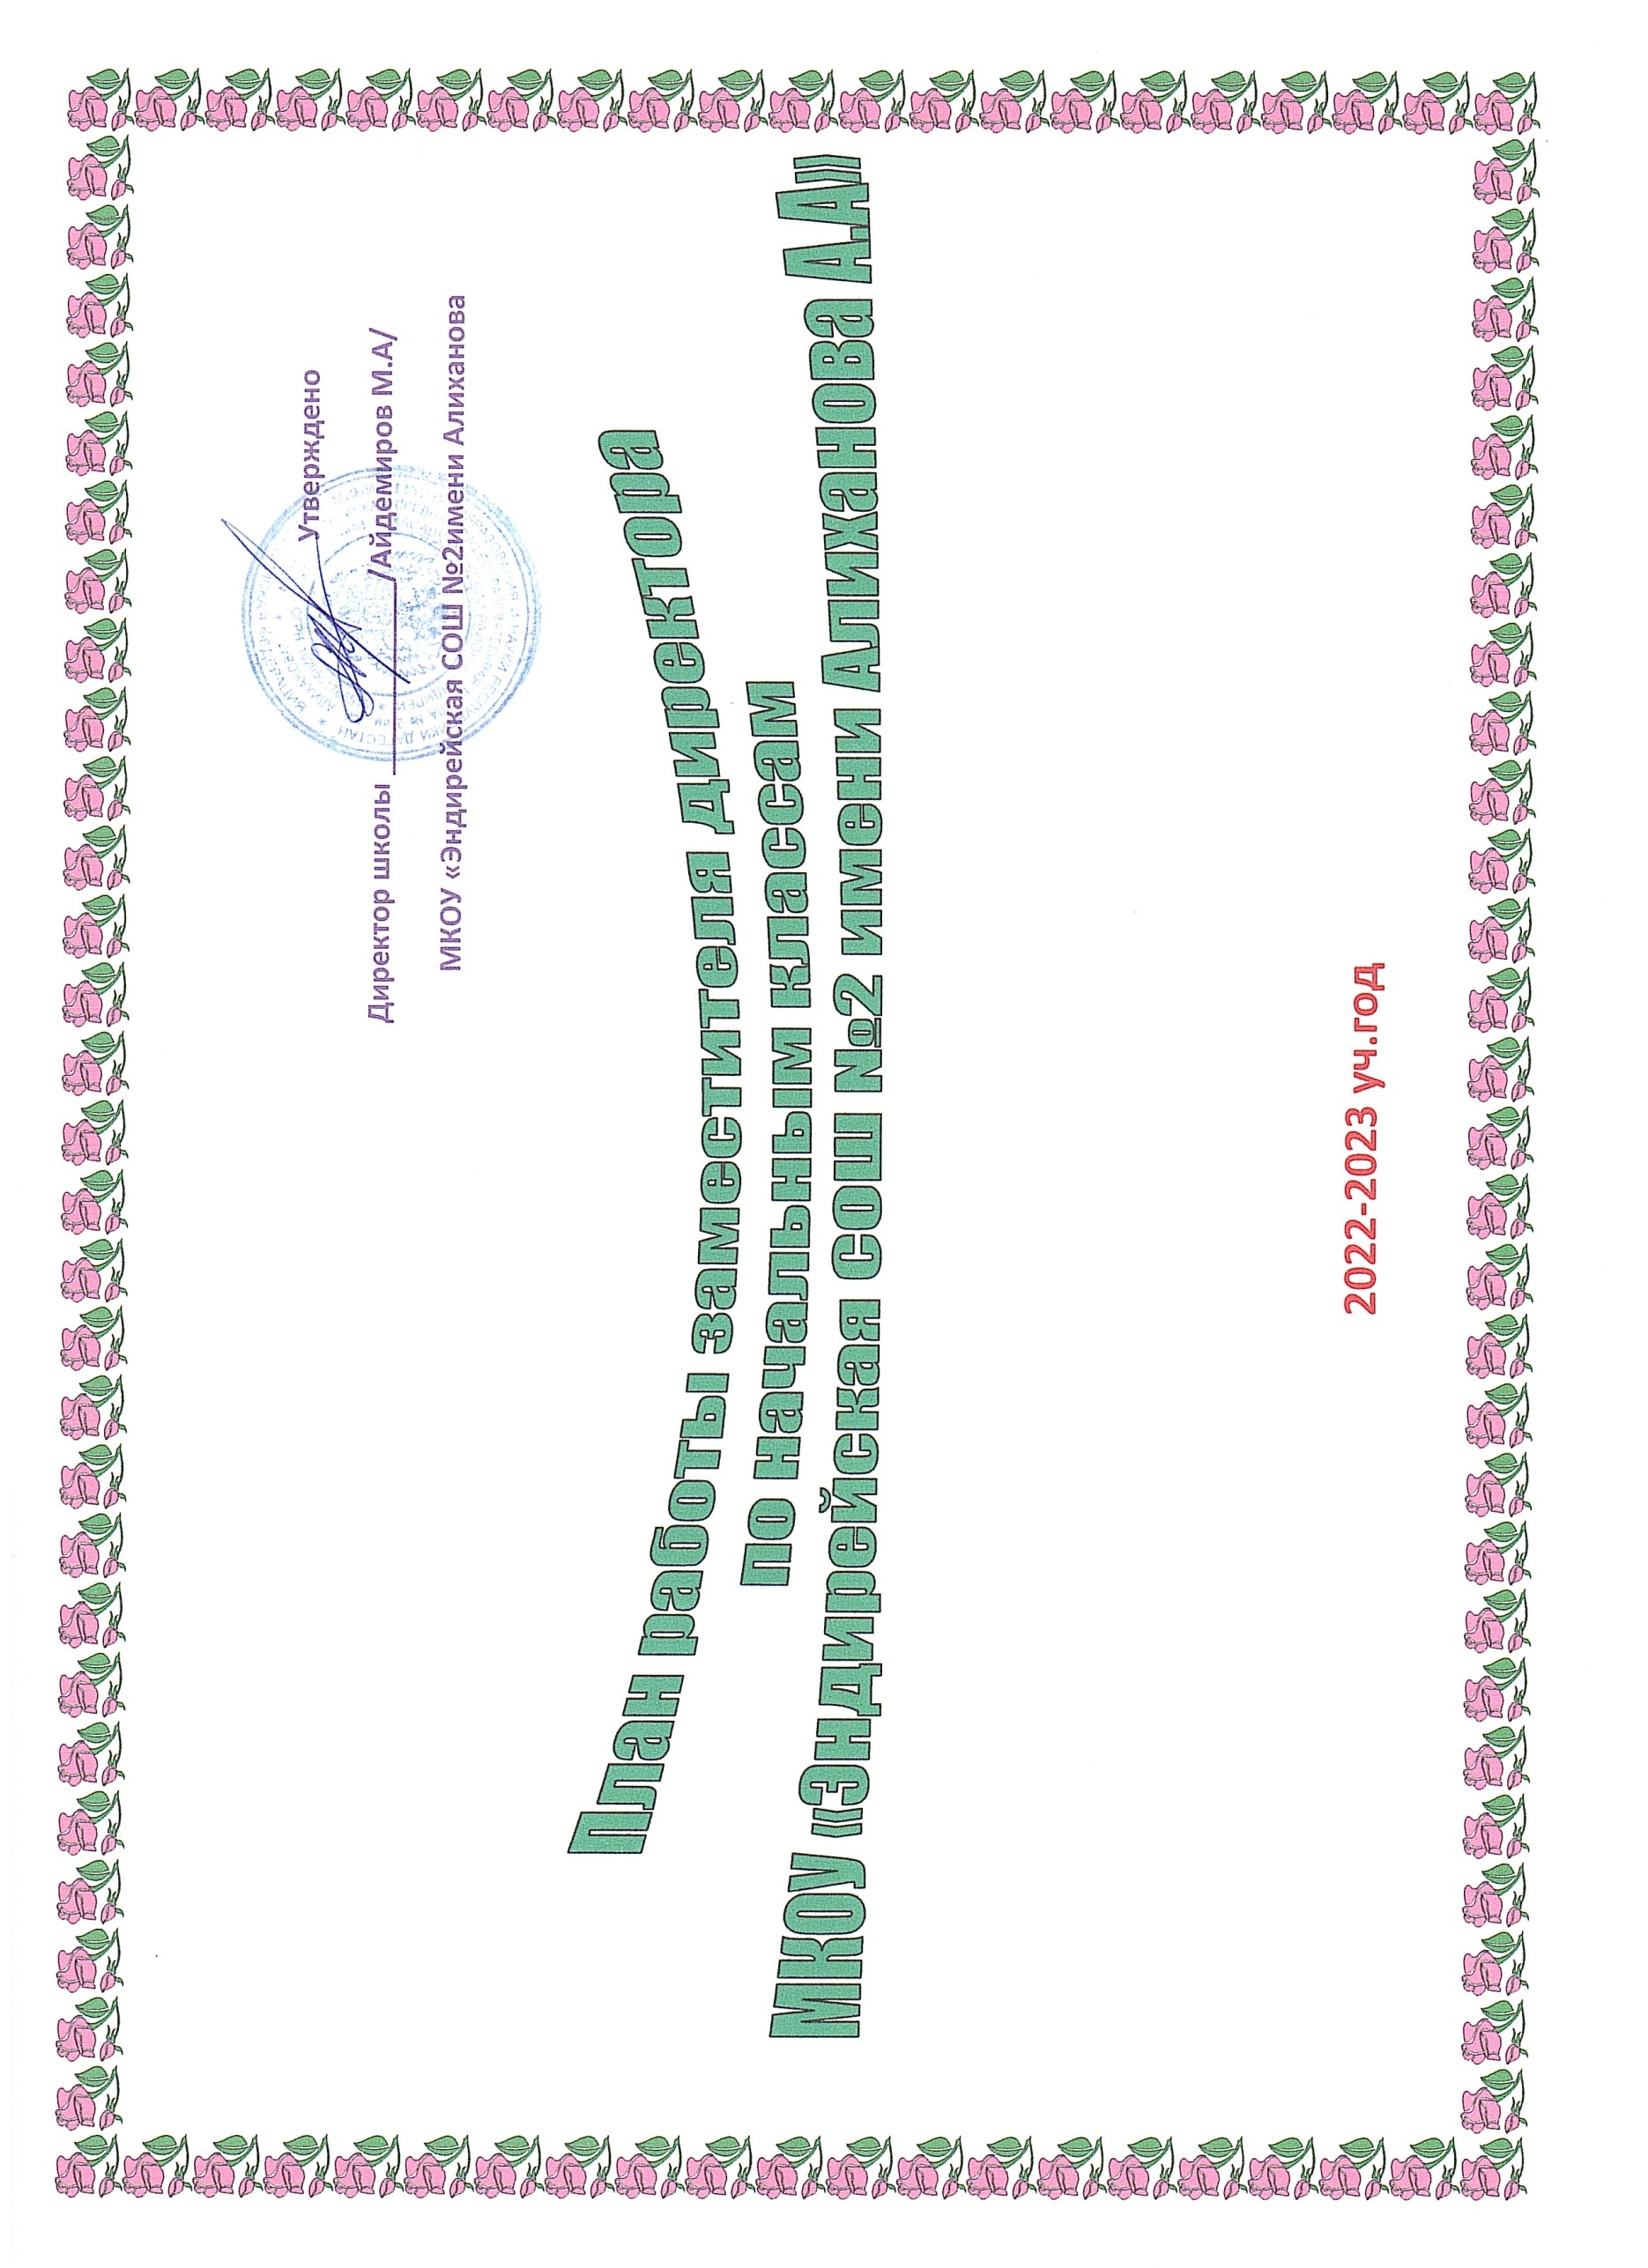 Утверждено
Директор школы ______________/Айдемиров М.А/
МКОУ «Эндирейская СОШ №2имени Алиханова
План работы заместителя директора
по начальным классам
МКОУ «Эндирейская СОШ №2 имени Алиханова А.Д»
2022-2023 уч.год